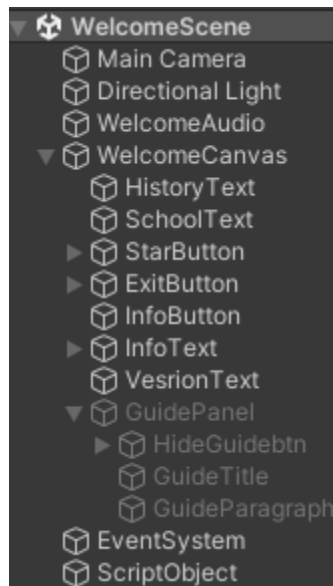 WelcomeScene
Main Camera
Directional Light
WelcomeAudio
WelcomeCanvas
HistoryText
SchoolText
StarButton
ExitButton
InfoButton
InfoText
VesrionText
GuidePanel
HideGuidebtn
GuideTitle
GuideParagraph
EventSystem
ScriptObject